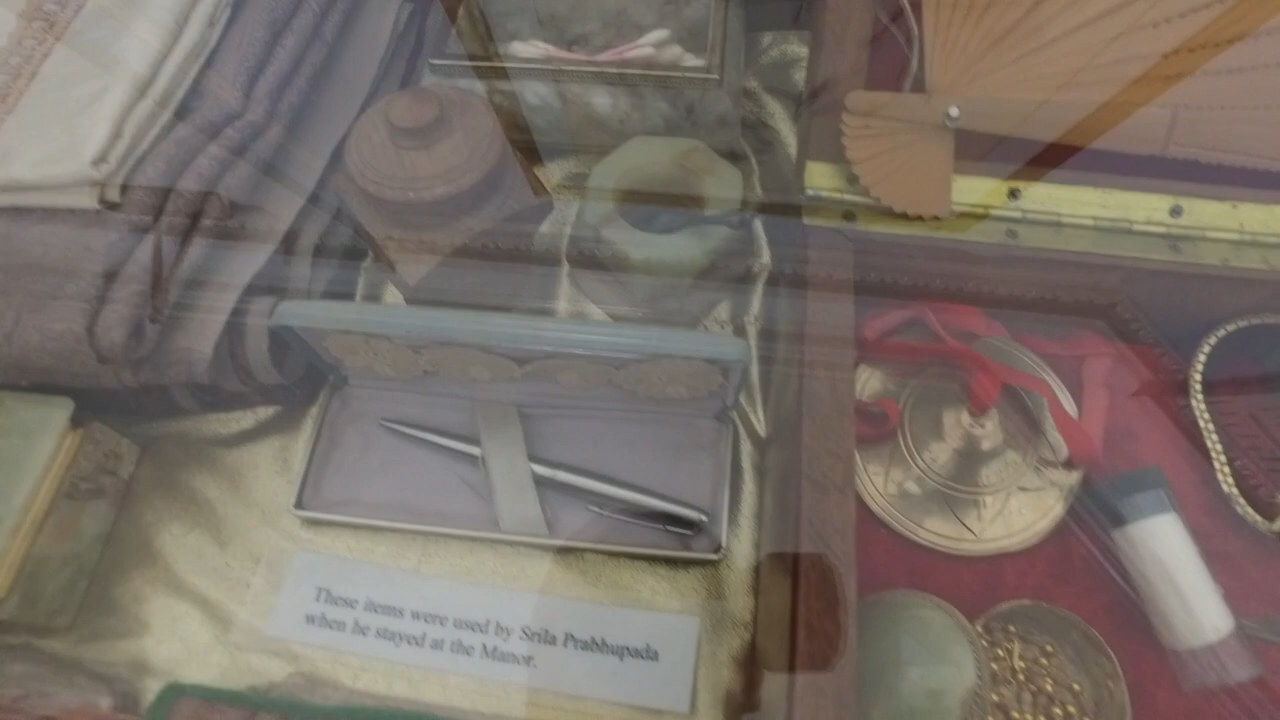 These items were used by Srila Prabhupada
when he stayed at the Manor.